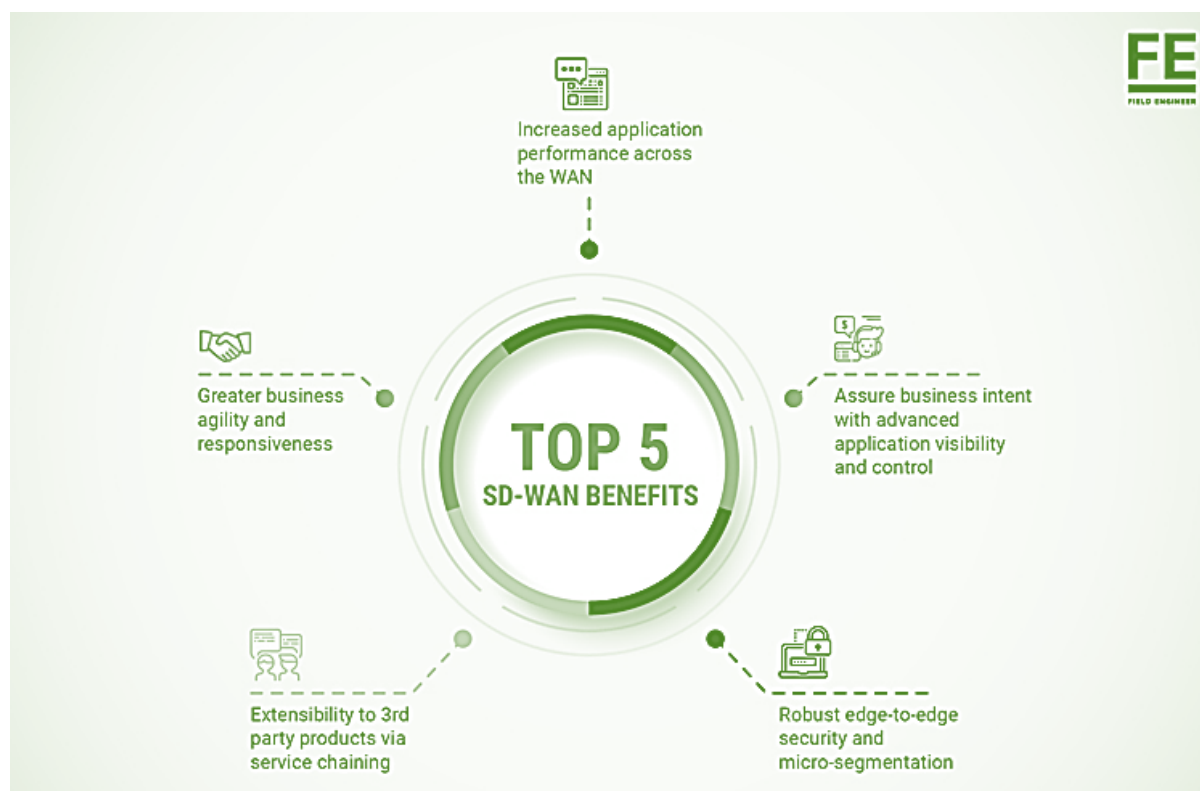 FE
FIELD ENGINEER
Increased application
performance across
the WAN
Greater business
agility and
responsiveness
$
Assure business intent
with advanced
application visibility
and control
TOP 5
SD-WAN BENEFITS
Extensibility to 3rd
party products via
service chaining
Robust edge-to-edge
security and
micro-segmentation